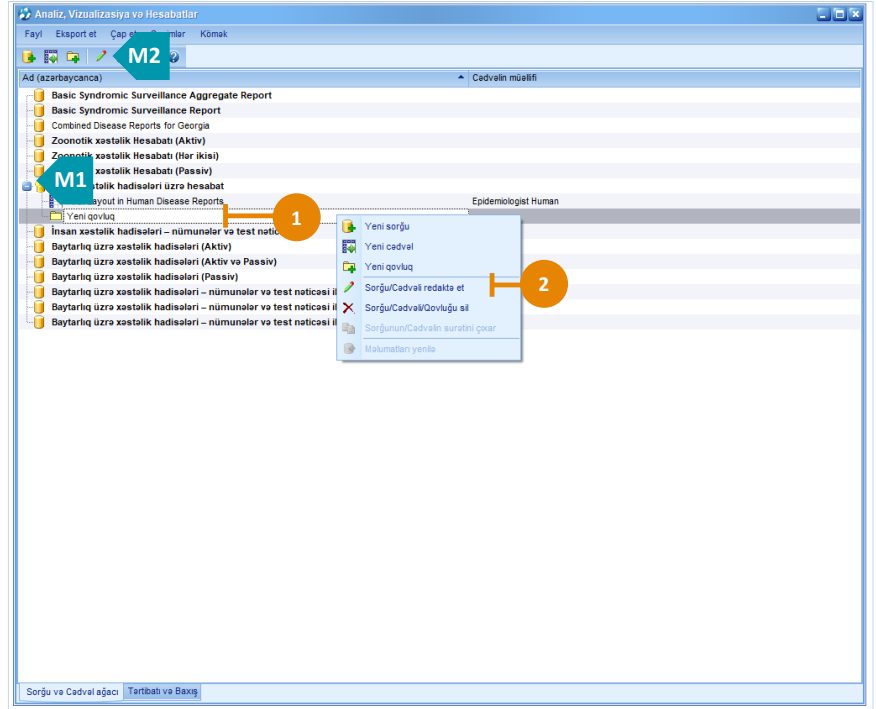 Analiz, Vizualizasiya və Hesabatlar
Fayl Eksport et Çap et Kömək
M2
Ad (azərbaycanca) Cədvəlin müəllifi
Basic Syndromic Surveillance Aggregate Report
Basic Syndromic Surveillance Report
Combined Disease Reports for Georgia
Zoonotik xəstəlik Hesabatı (Aktiv)
Zoonotik xəstəlik Hesabatı (Hər ikisi)
xəstəlik Hesabatı (Passiv)
M1
hadisələri üzrə hesabat
in Human Disease Reports Epidemiologist Human
Yeni qovluq
1
İnsan xəstəlik hadisələri – nümunələr və test
Baytarlıq üzrə xəstəlik hadisələri (Aktiv)
Baytarlıq üzrə xəstəlik hadisələri (Aktiv və Passiv)
Baytarlıq üzrə xəstəlik hadisələri (Passiv)
Baytarlıq üzrə xəstəlik hadisələri – nümunələr və test nəticəsi
Baytarlıq üzrə xəstəlik hadisələri – nümunələr və test nəticəsi
Baytarlıq üzrə xəstəlik hadisələri – nümunələr və test nəticəsi
Yeni sorğu
Yeni cədvəl
Yeni qovluq
Sorğu/Cədvəli redaktə et
2
Sorğu/Cədvəli/Qovluğu sil
Sorğunun/Cədvəlin surətini çıxar
Məlumatları yenilə
Sorğu və Cədvəl ağacı Tərtibatı və Baxış